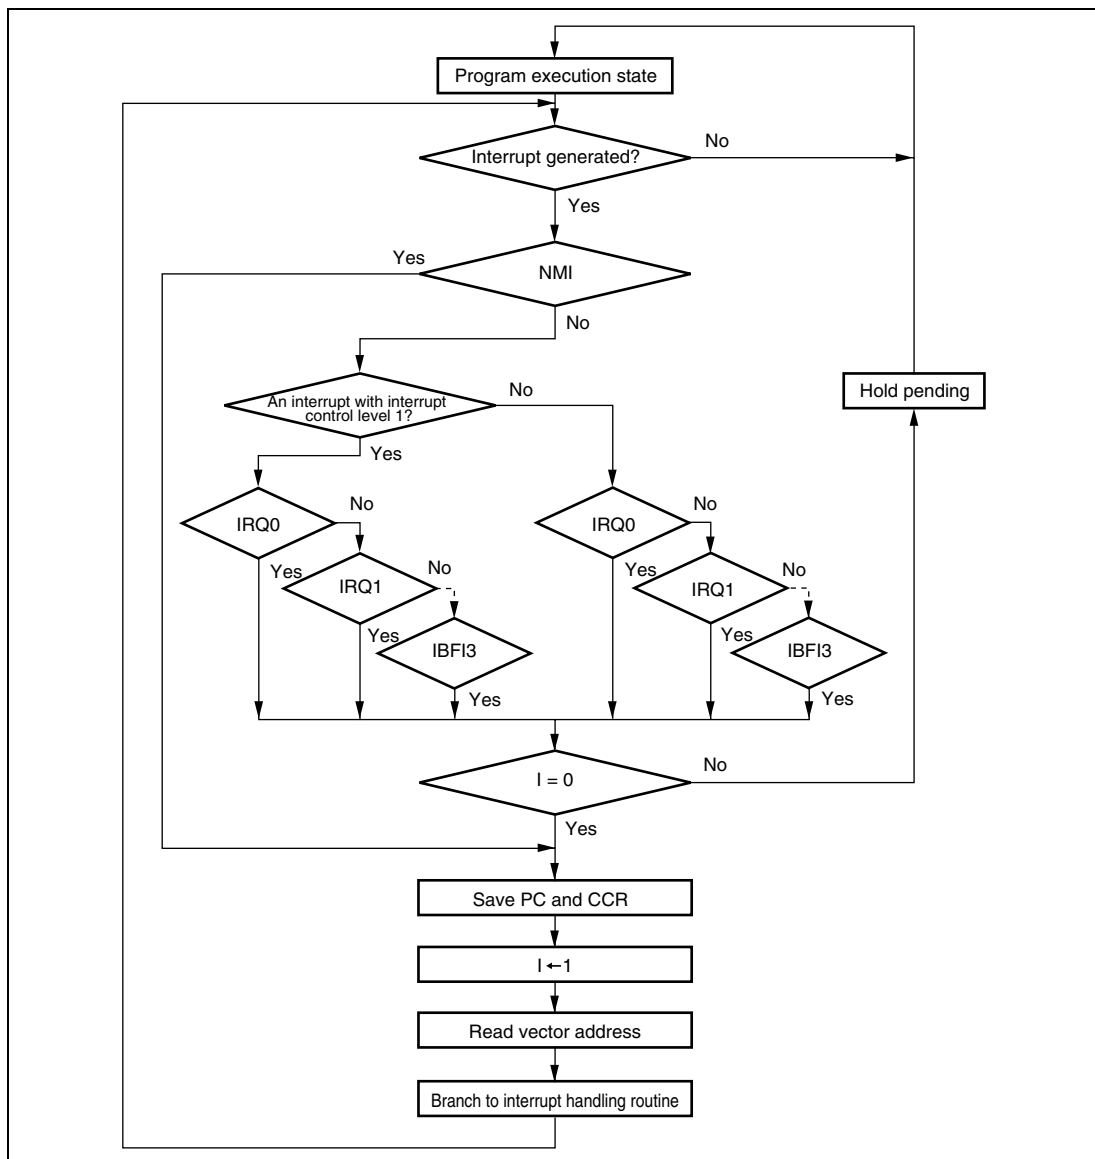 Program execution state
Interrupt generated?
No
Yes
Yes
NMI
No
Hold pending
An interrupt with interrupt
control level 1?
No
Yes
IRQ0
No
IRQ0
No
Yes
IRQ1
No
Yes
IRQ1
No
Yes
IBFI3
Yes
IBFI3
Yes
Yes
I = 0
No
Yes
Save PC and CCR
I ←1
Read vector address
Branch to interrupt handling routine